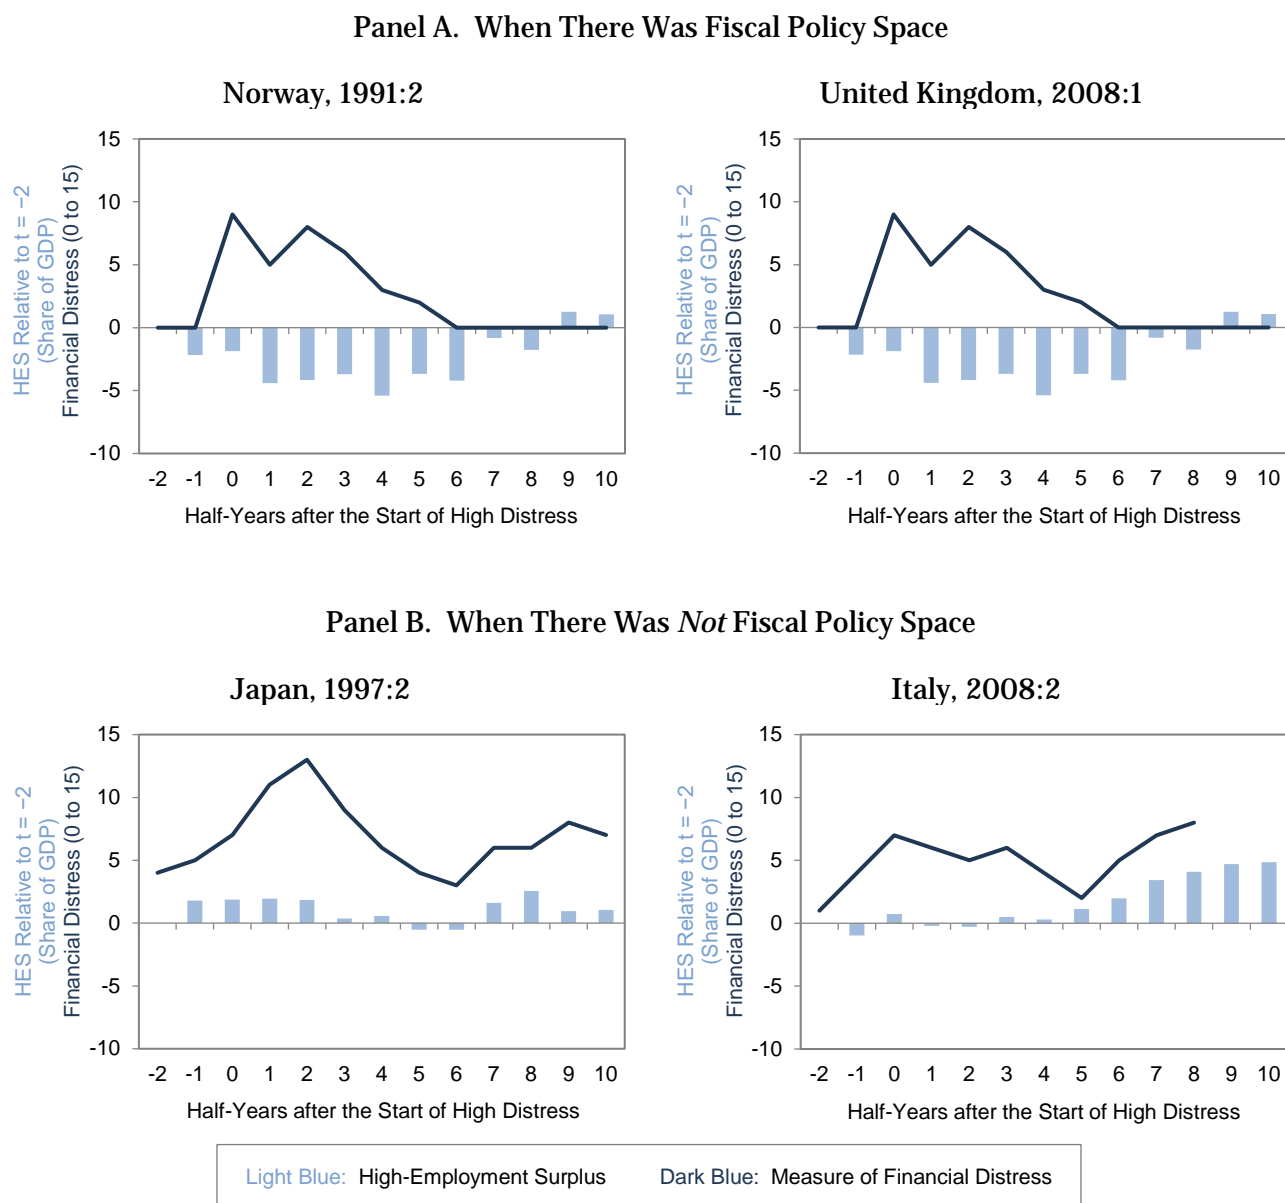 Panel A. When There Was Fiscal Policy Space
Norway, 1991:2
United Kingdom, 2008:1
HES Relative to t = −2
(Share of GDP)
Financial Distress (0 to 15)
15
10
5
0
-5
-10
-2 -1 0 1 2 3 4 5 6 7 8 9 10
Half-Years after the Start of High Distress
HES Relative to t = −2
(Share of GDP)
Financial Distress (0 to 15)
15
10
5
0
-5
-10
-2 -1 0 1 2 3 4 5 6 7 8 9 10
Half-Years after the Start of High Distress
Panel B. When There Was Not Fiscal Policy Space
Japan, 1997:2
Italy, 2008:2
HES Relative to t = −2
(Share of GDP)
Financial Distress (0 to 15)
15
10
5
0
-5
-10
-2 -1 0 1 2 3 4 5 6 7 8 9 10
Half-Years after the Start of High Distress
HES Relative to t = −2
(Share of GDP)
Financial Distress (0 to 15)
15
10
5
0
-5
-10
-2 -1 0 1 2 3 4 5 6 7 8 9 10
Half-Years after the Start of High Distress
Light Blue: High-Employment Surplus Dark Blue: Measure of Financial Distress